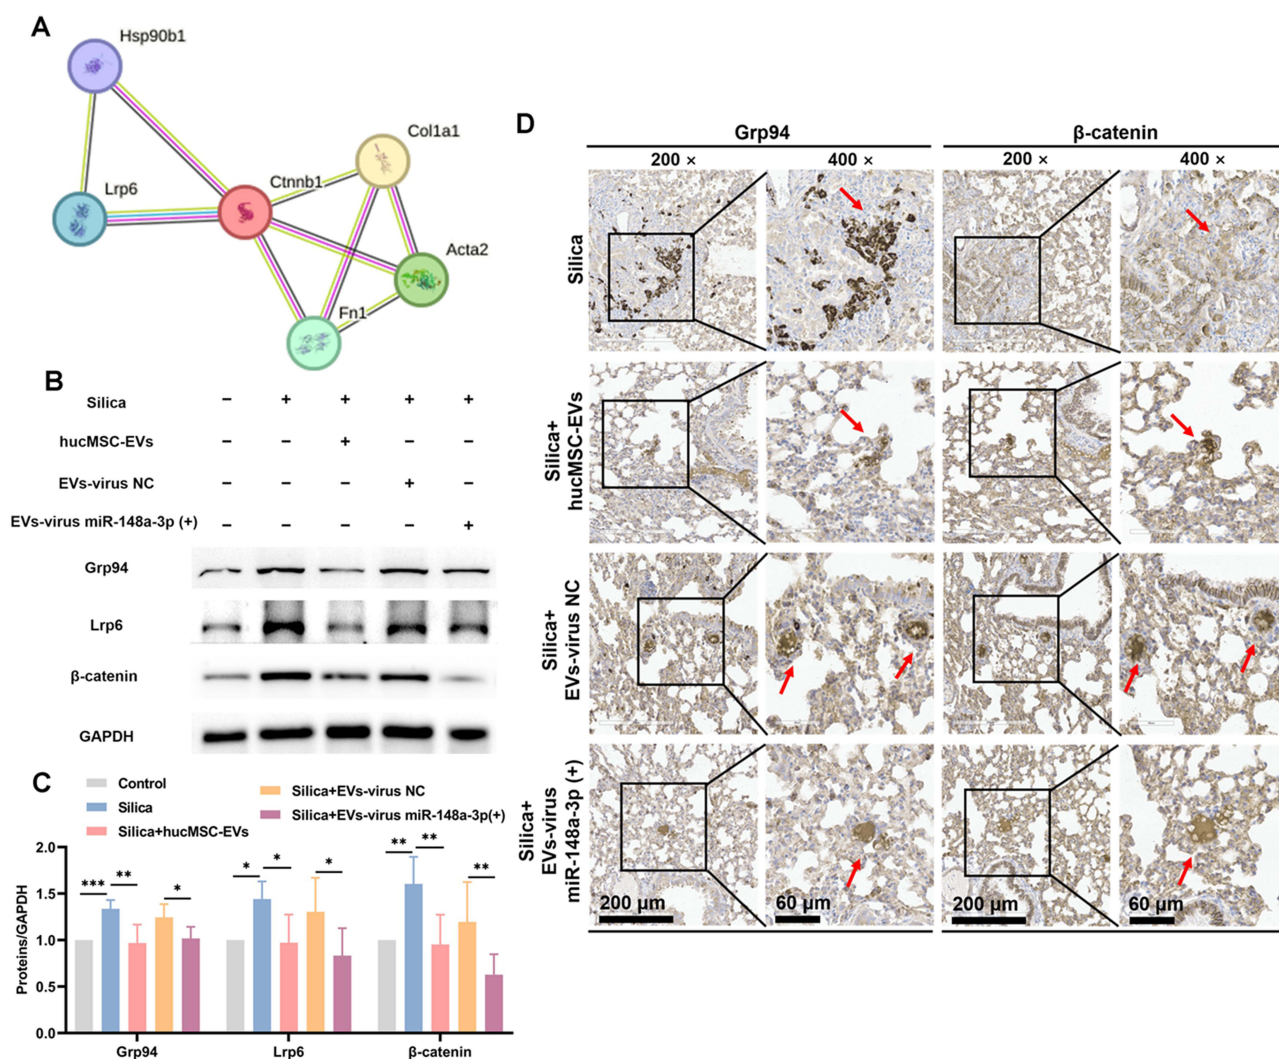 A
Hsp90b1
Col1a1
Lrp6
Ctnnb1
Acta2
Fn1
B
Silica – + + + +
hucMSC-EVs – – + – –
EVs-virus NC – – – + –
EVs-virus miR-148a-3p (+) – – – – +
Grp94
Lrp6
β-catenin
GAPDH
C
Control
Silica
Silica+hucMSC-EVs
Silica+EVs-virus NC
Silica+EVs-virus miR-148a-3p(+)
Proteins/GAPDH
2.0
1.5
1.0
0.5
0.0
*** ** * * * * ** ** **
Grp94 Lrp6 β-catenin
D
Grp94 β-catenin
200 × 400 × 200 × 400 ×
Silica
Silica+
hucMSC-EVs
Silica+
EVs-virus NC
Silica+
EVs-virus
miR-148a-3p (+)
200 μm 60 μm 200 μm 60 μm